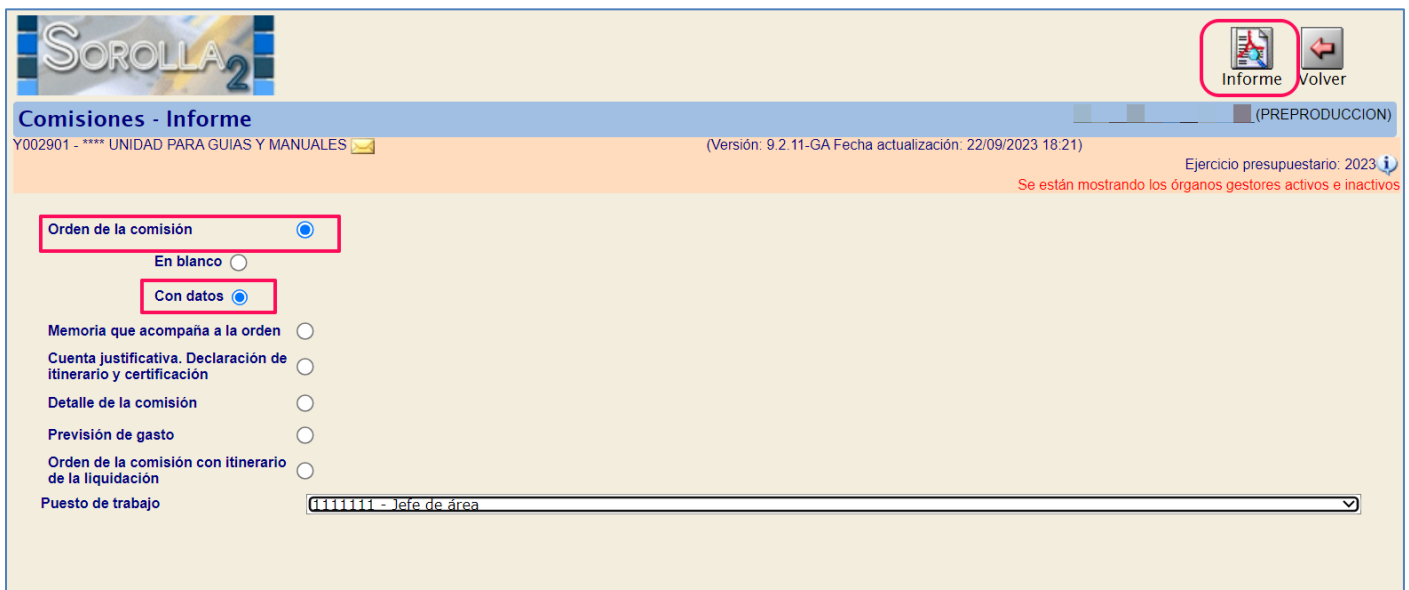 SOROLLA2
Informe Volver
Comisiones - Informe
(PREPRODUCCION)
Y002901 - **** UNIDAD PARA GUIAS Y MANUALES
(Versión: 9.2.11-GA Fecha actualización: 22/09/2023 18:21)
Ejercicio presupuestario: 2023
Se están mostrando los órganos gestores activos e inactivos
Orden de la comisión
En blanco
Con datos
Memoria que acompaña a la orden
Cuenta justificativa. Declaración de
itinerario y certificación
Detalle de la comisión
Previsión de gasto
Orden de la comisión con itinerario
de la liquidación
Puesto de trabajo
1111111 - Jefe de área